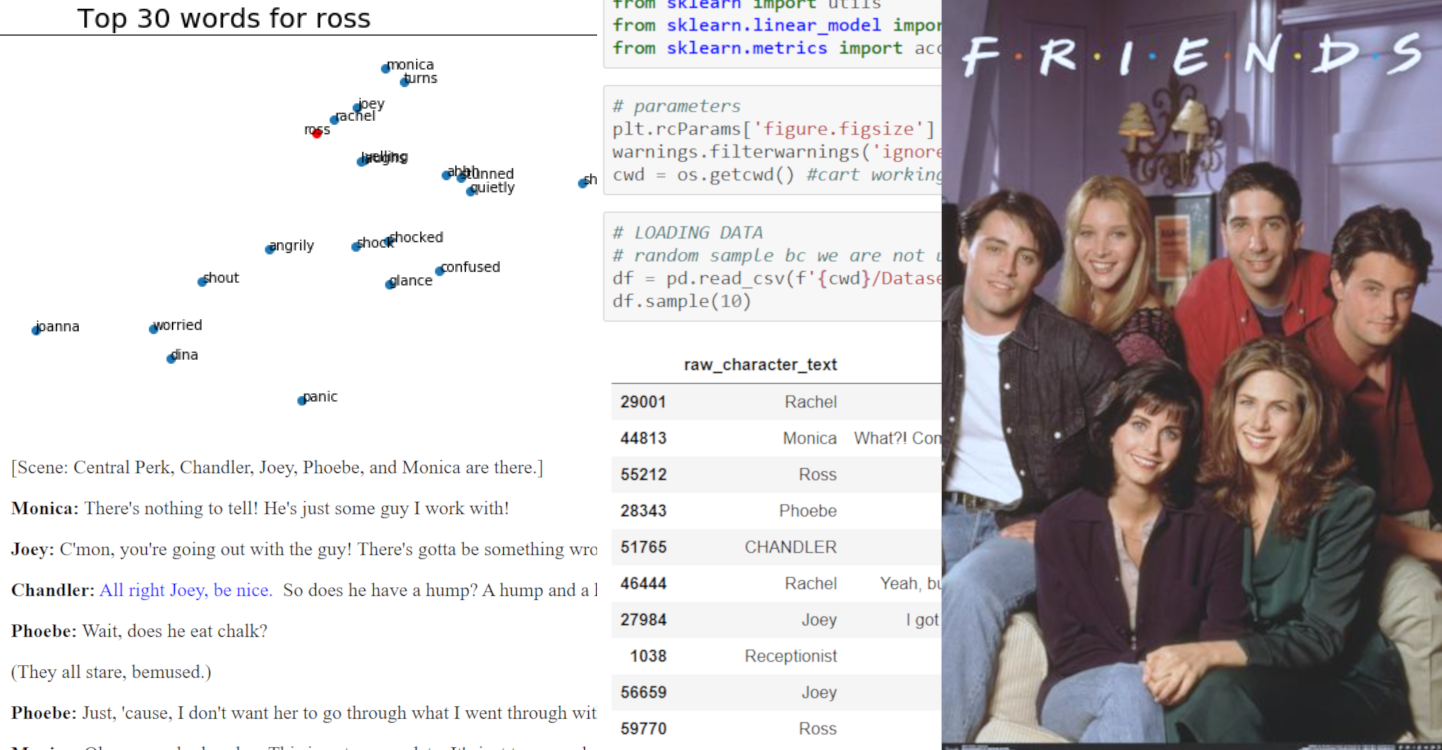 Top 30 words for ross
monica
turns
joey
rachel
ross
yelling
ahhh
stunned
quietly
sh
angrily
shock
shocked
confused
glance
shout
joanna
worried
dina
panic
[Scene: Central Perk, Chandler, Joey, Phoebe, and Monica are there.]
Monica: There's nothing to tell! He's just some guy I work with!
Joey: C'mon, you're going out with the guy! There's gotta be something wro
Chandler: All right Joey, be nice. So does he have a hump? A hump and a
Phoebe: Wait, does he eat chalk?
(They all stare, bemused.)
Phoebe: Just, 'cause, I don't want her to go through what I went through wit
from sklearn import utils
from sklearn.linear_model impor
from sklearn.metrics import acc
# parameters
plt.rcParams['figure.figsize']
warnings.filterwarnings('ignore
cwd = os.getcwd() #cart working
# LOADING DATA
# random sample bc we are not u
df = pd.read_csv(f'{cwd}/Datase
df.sample(10)
raw_character_text
29001 Rachel
44813 Monica What?! Com
55212 Ross
28343 Phoebe
51765 CHANDLER
46444 Rachel Yeah, bu
27984 Joey I got
1038 Receptionist
56659 Joey
59770 Ross
F·R·I·E·N·D·S